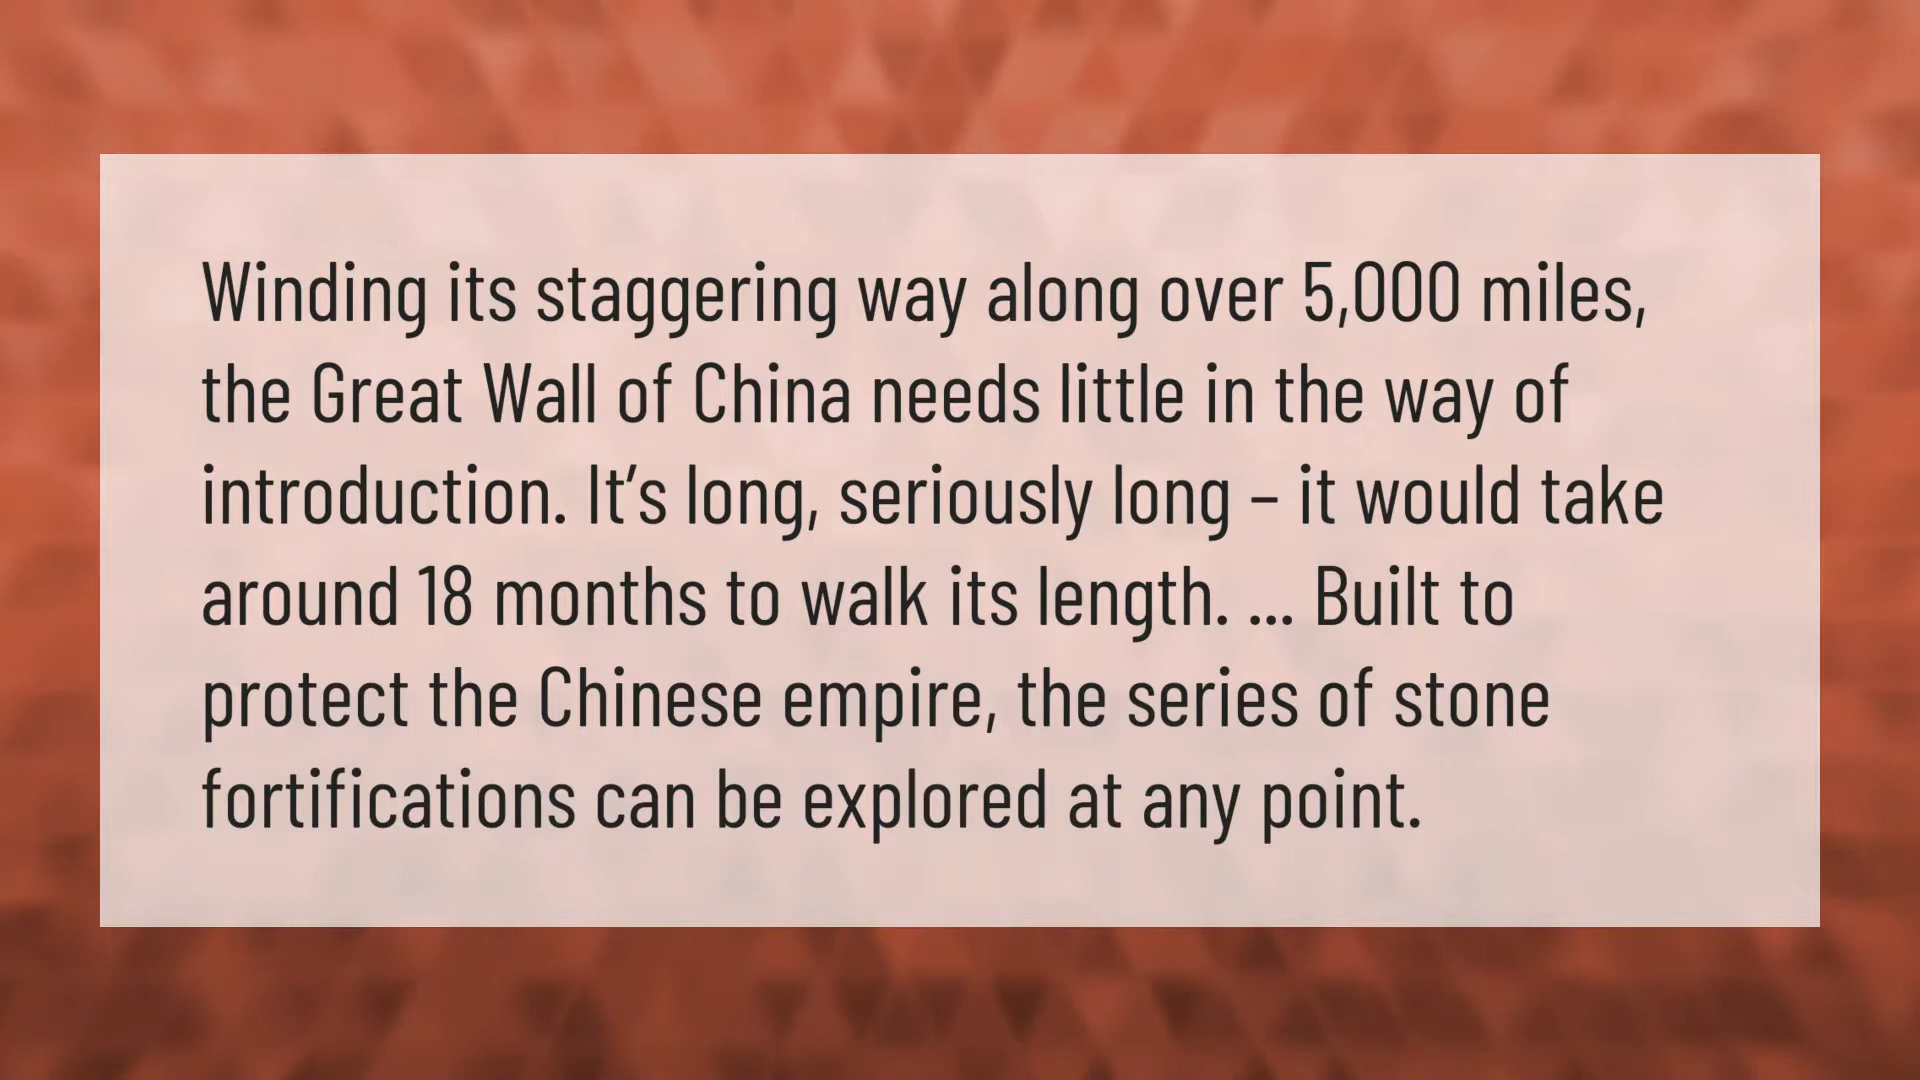 Winding its staggering way along over 5,000 miles,
the Great Wall of China needs little in the way of
introduction. It’s long, seriously long – it would take
around 18 months to walk its length. ... Built to
protect the Chinese empire, the series of stone
fortifications can be explored at any point.